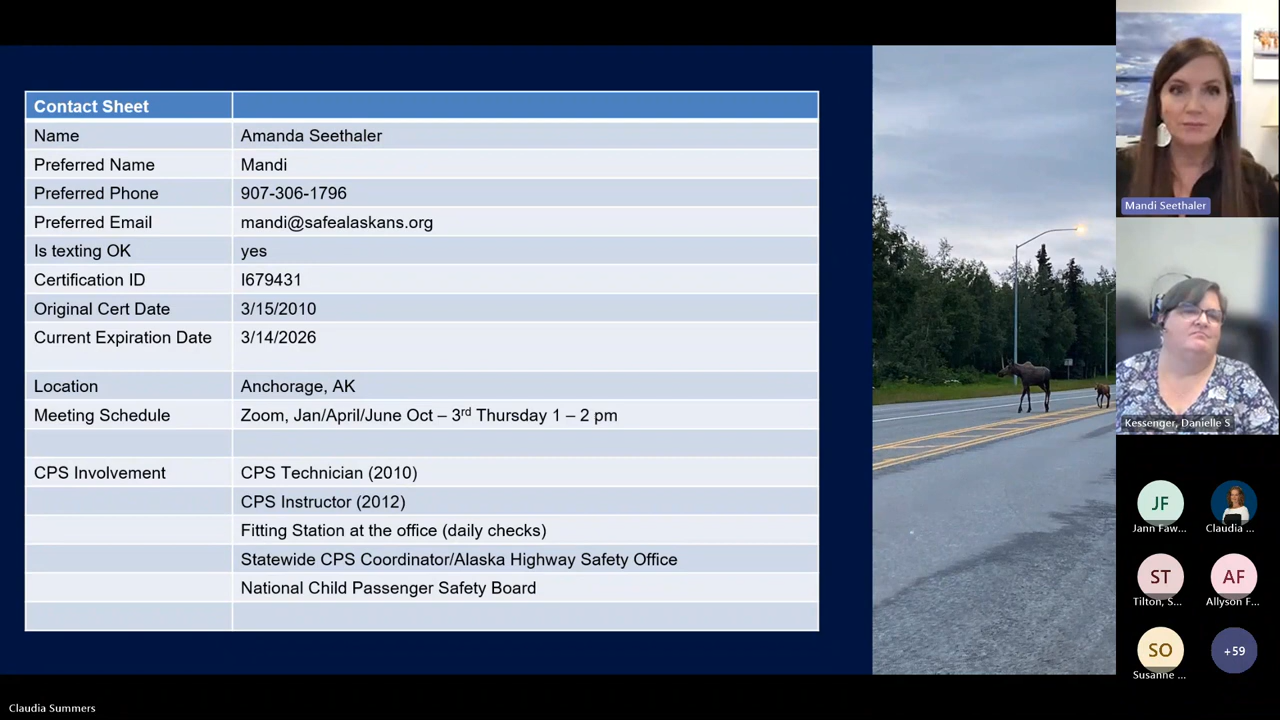 Contact Sheet
Name Amanda Seethaler
Preferred Name Mandi
Preferred Phone 907-306-1796
Preferred Email mandi@safealaskans.org
Is texting OK yes
Certification ID I679431
Original Cert Date 3/15/2010
Current Expiration Date 3/14/2026
Location Anchorage, AK
Meeting Schedule Zoom, Jan/April/June Oct – 3rd Thursday 1 – 2 pm
CPS Involvement CPS Technician (2010)
CPS Instructor (2012)
Fitting Station at the office (daily checks)
Statewide CPS Coordinator/Alaska Highway Safety Office
National Child Passenger Safety Board
Mandi Seethaler
Kessenger, Danielle S
JF
Jann Faw...
Claudia ...
ST
AF
Tilton, S...
Allyson F...
SO
+59
Susanne ...
Claudia Summers